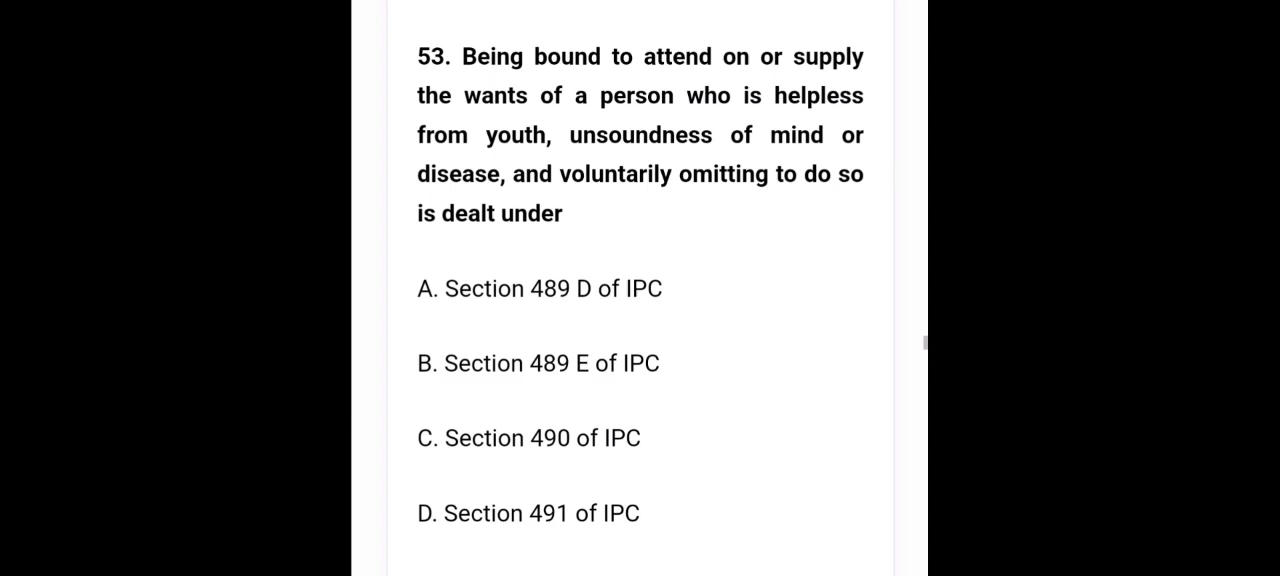 53. Being bound to attend on or supply
the wants of a person who is helpless
from youth, unsoundness of mind or
disease, and voluntarily omitting to do so
is dealt under
A. Section 489 D of IPC
B. Section 489 E of IPC
C. Section 490 of IPC
D. Section 491 of IPC